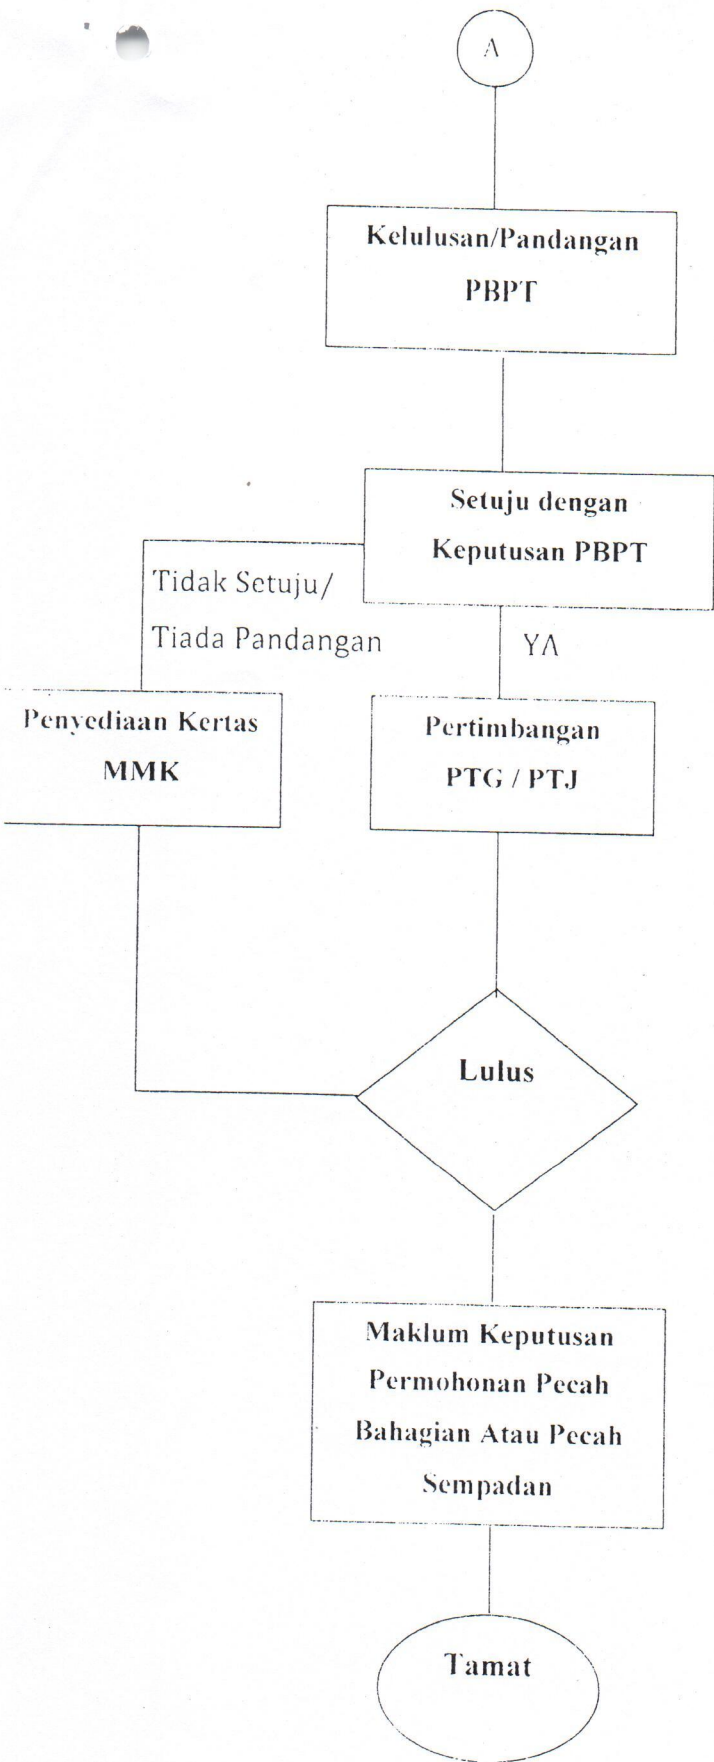 A
Kelulusan/Pandangan
PBPT
Setuju dengan
Keputusan PBPT
Tidak Setuju/
Tiada Pandangan
YA
Penyediaan Kertas
MMK
Pertimbangan
PTG / PTJ
Lulus
Maklum Keputusan
Permohonan Pecah
Bahagian Atau Pecah
Sempadan
Tamat